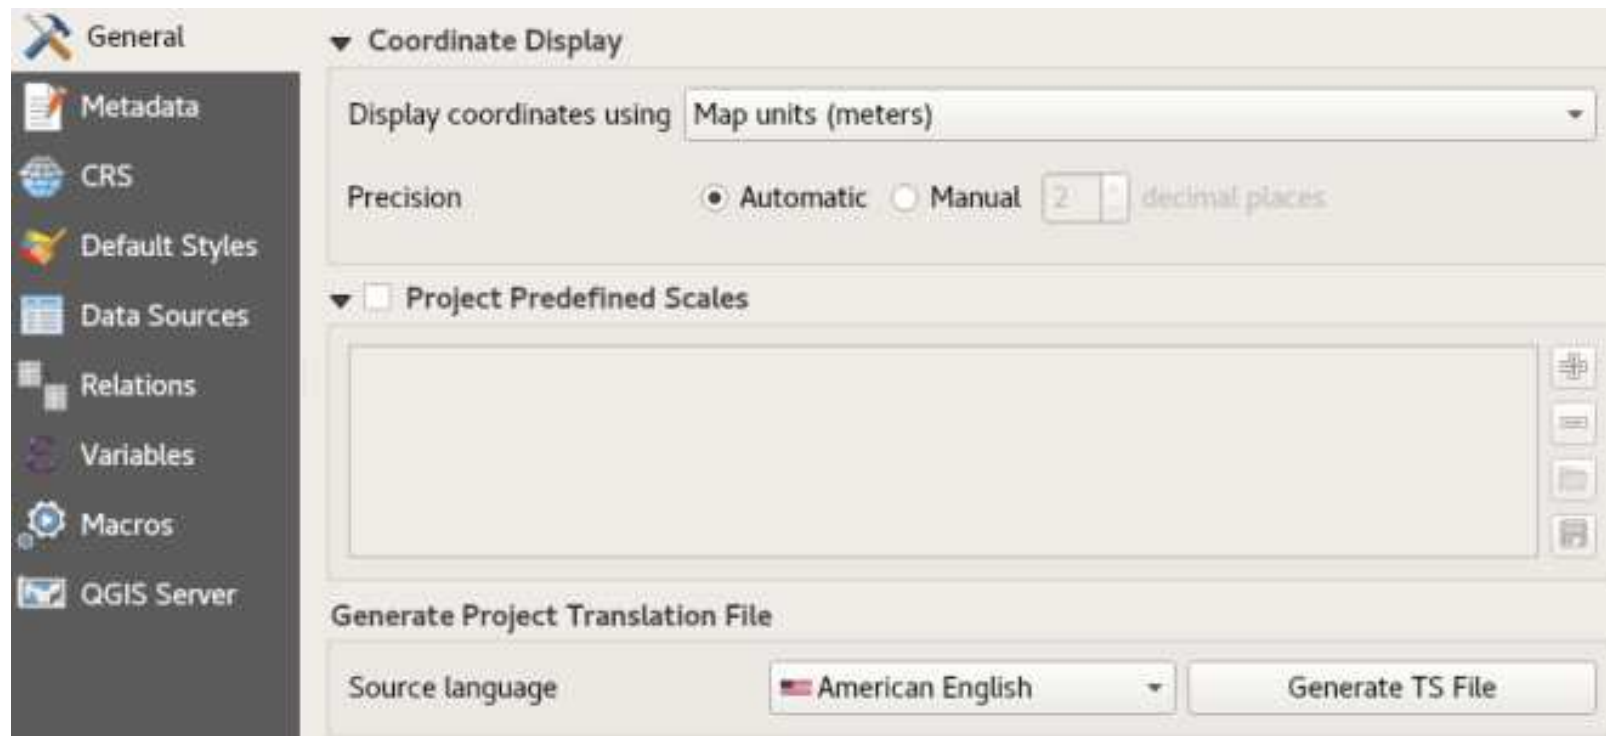 General
Metadata
CRS
Default Styles
Data Sources
Relations
Variables
Macros
QGIS Server
Coordinate Display
Display coordinates using Map units (meters)
Precision Automatic Manual 2 decimal places
Project Predefined Scales
Generate Project Translation File
Source language American English Generate TS File